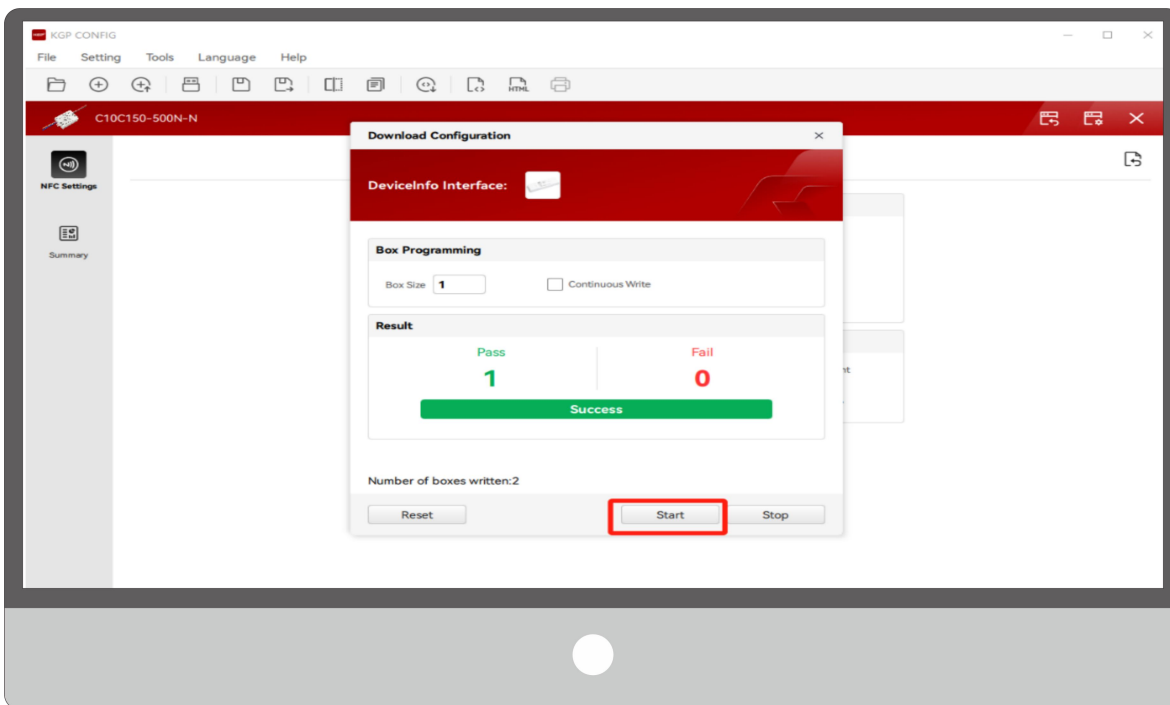 KGP CONFIG
File Setting Tools Language Help
HTML
C10C150-500N-N
NFC Settings
Summary
Download Configuration
DeviceInfo Interface:
Box Programming
Box Size 1 Continuous Write
Result
Pass Fail
1 0
Success
Number of boxes written:2
Reset Start Stop